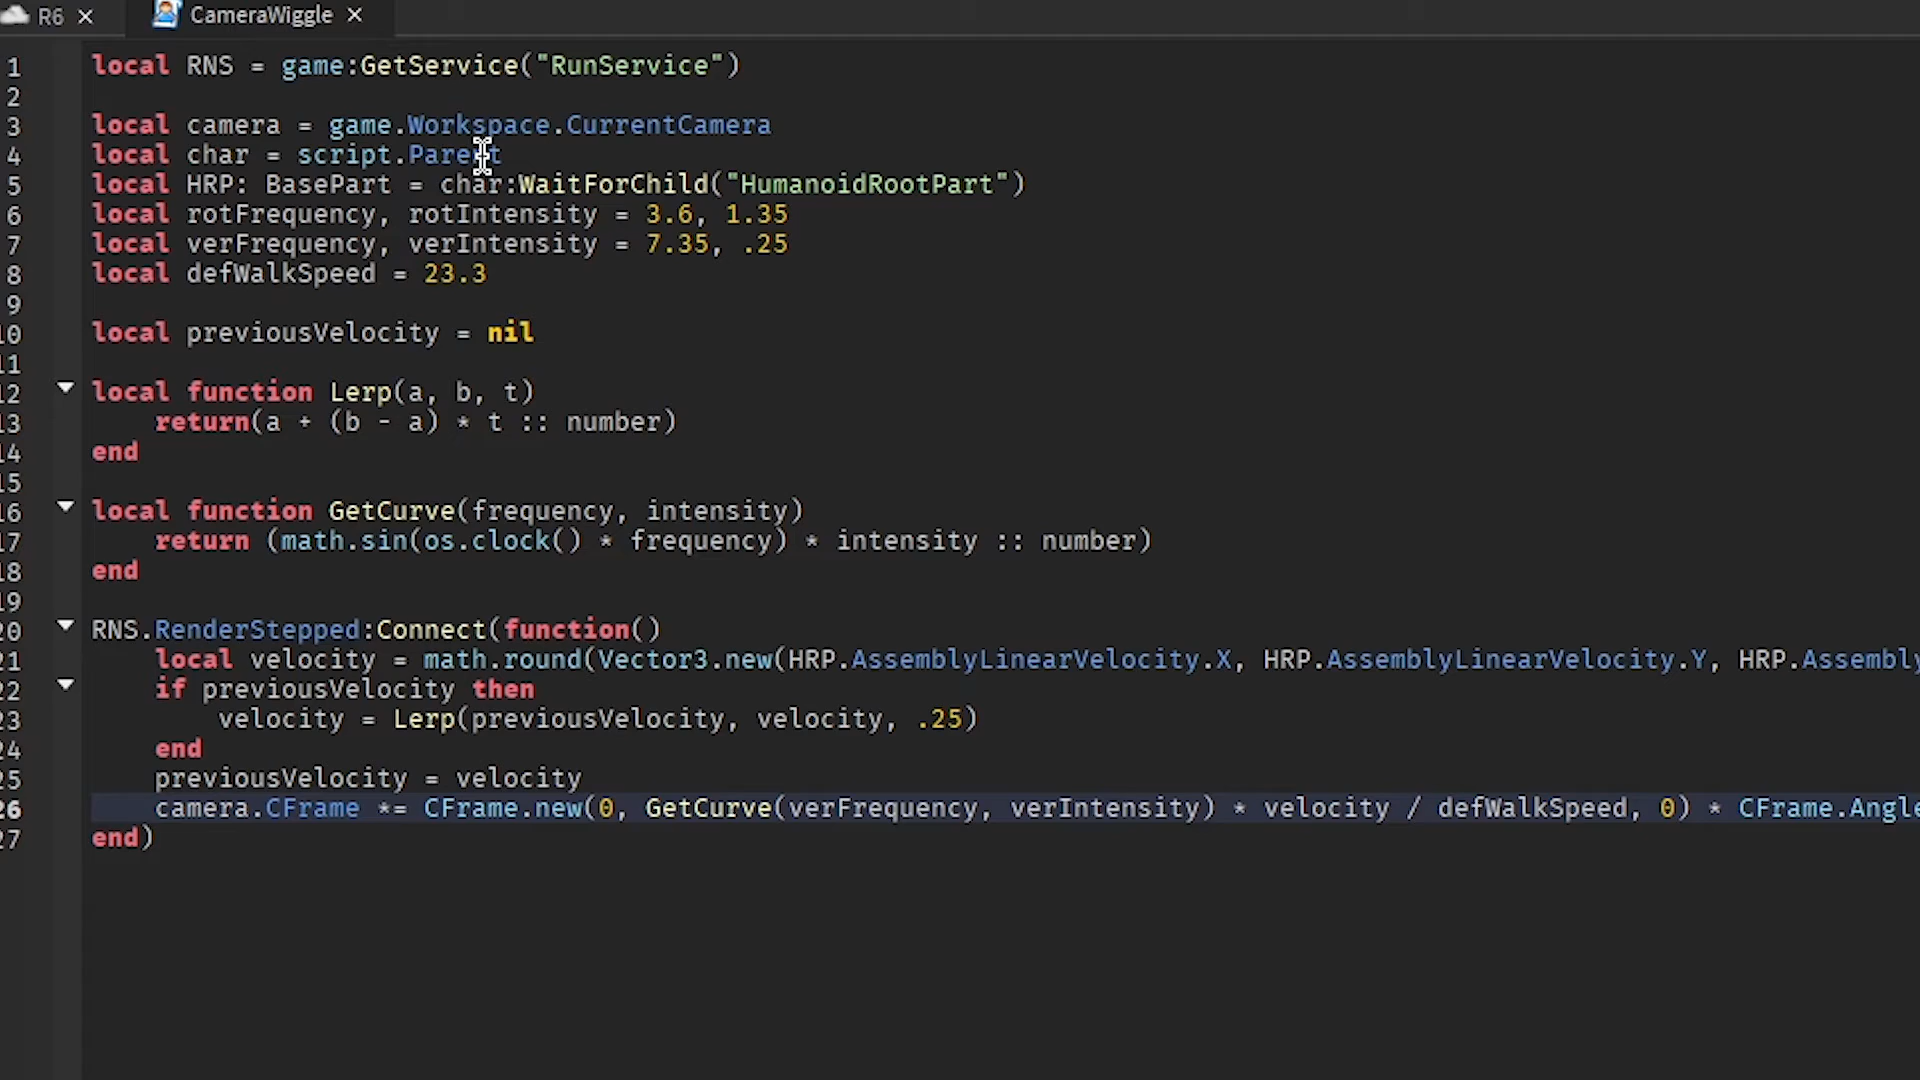 R6 ×
CameraWiggle ×
1 local RNS = game:GetService("RunService")
2
3 local camera = game.Workspace.CurrentCamera
4 local char = script.Parent
5 local HRP: BasePart = char:WaitForChild("HumanoidRootPart")
6 local rotFrequency, rotIntensity = 3.6, 1.35
7 local verFrequency, verIntensity = 7.35, .25
8 local defWalkSpeed = 23.3
9
10 local previousVelocity = nil
11
12 local function Lerp(a, b, t)
13 return(a + (b - a) * t :: number)
14 end
15
16 local function GetCurve(frequency, intensity)
17 return (math.sin(os.clock() * frequency) * intensity :: number)
18 end
19
20 RNS.RenderStepped:Connect(function()
21 local velocity = math.round(Vector3.new(HRP.AssemblyLinearVelocity.X, HRP.AssemblyLinearVelocity.Y, HRP.Assembly
22 if previousVelocity then
23 velocity = Lerp(previousVelocity, velocity, .25)
24 end
25 previousVelocity = velocity
26 camera.CFrame *= CFrame.new(0, GetCurve(verFrequency, verIntensity) * velocity / defWalkSpeed, 0) * CFrame.Angle
27 end)